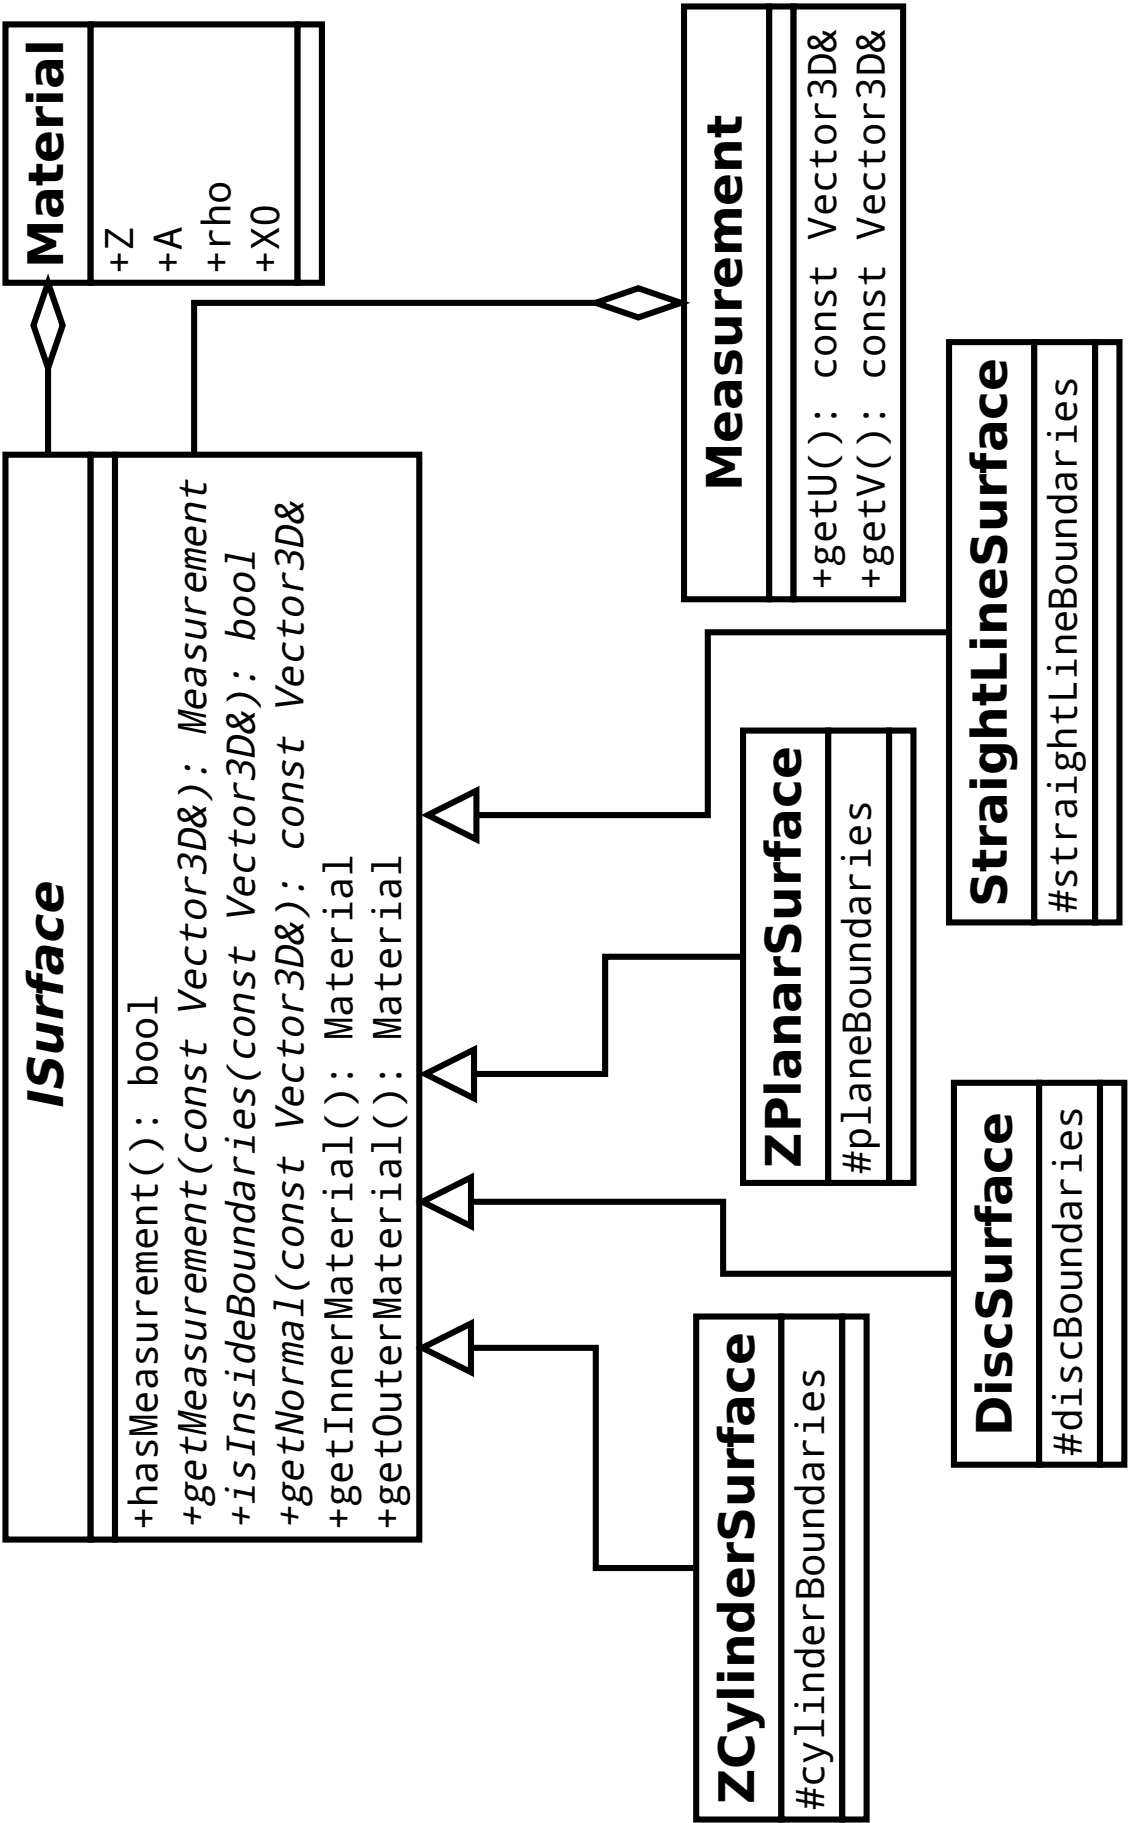 ISurface
+hasMeasurement(): bool
+getMeasurement(const Vector3D&): Measurement
+isInsideBoundaries(const Vector3D&): bool
+getNormal(const Vector3D&): const Vector3D&
+getInnerMaterial(): Material
+getOuterMaterial(): Material
Material
+Z
+A
+rho
+X0
Measurement
+getU(): const Vector3D&
+getV(): const Vector3D&
ZCylinderSurface
#cylinderBoundaries
DiscSurface
#discBoundaries
ZPlanarSurface
#planeBoundaries
StraightLineSurface
#straightLineBoundaries